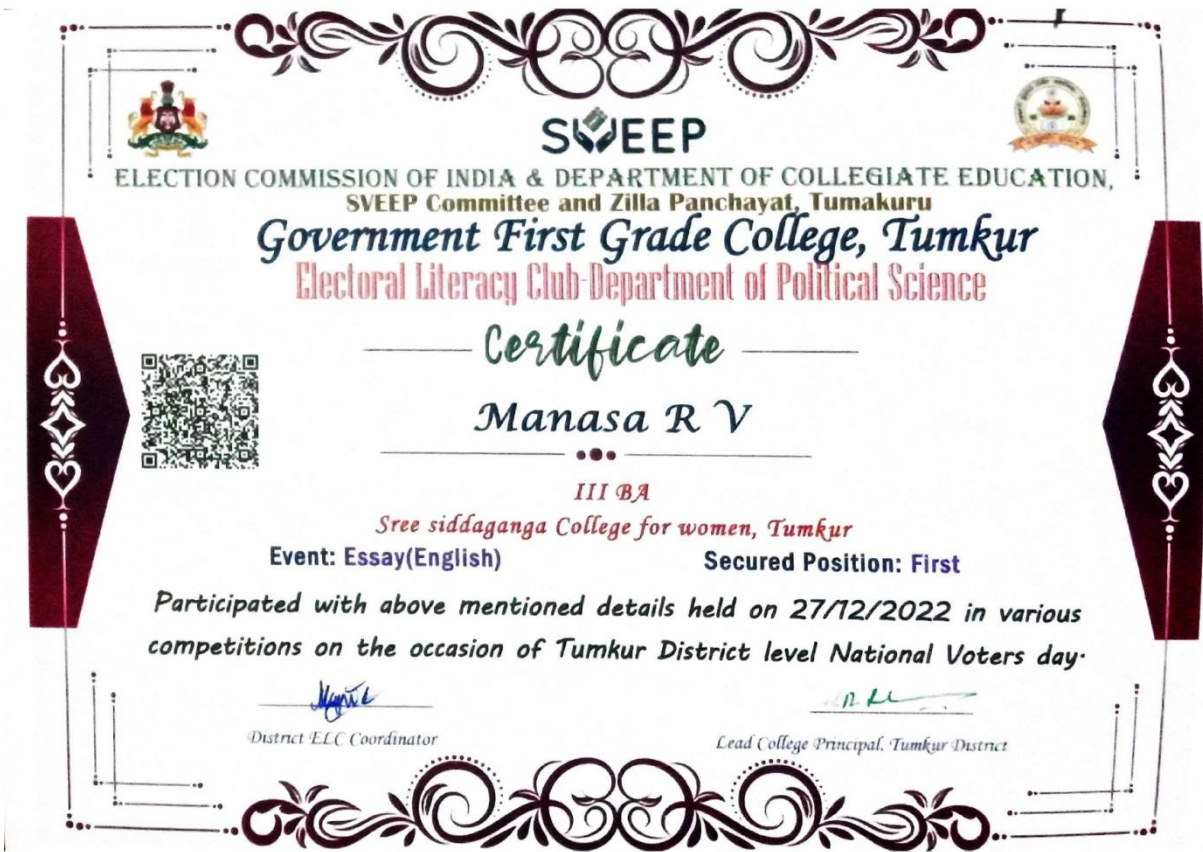 SVEEP
ELECTION COMMISSION OF INDIA & DEPARTMENT OF COLLEGIATE EDUCATION,
SVEEP Committee and Zilla Panchayat, Tumakuru
Government First Grade College, Tumkur
Electoral Literacy Club-Department of Political Science
Certificate
Manasa R V
III BA
Sree siddaganga College for women, Tumkur
Event: Essay(English) Secured Position: First
Participated with above mentioned details held on 27/12/2022 in various
competitions on the occasion of Tumkur District level National Voters day.
District ELC Coordinator Lead College Principal, Tumkur District